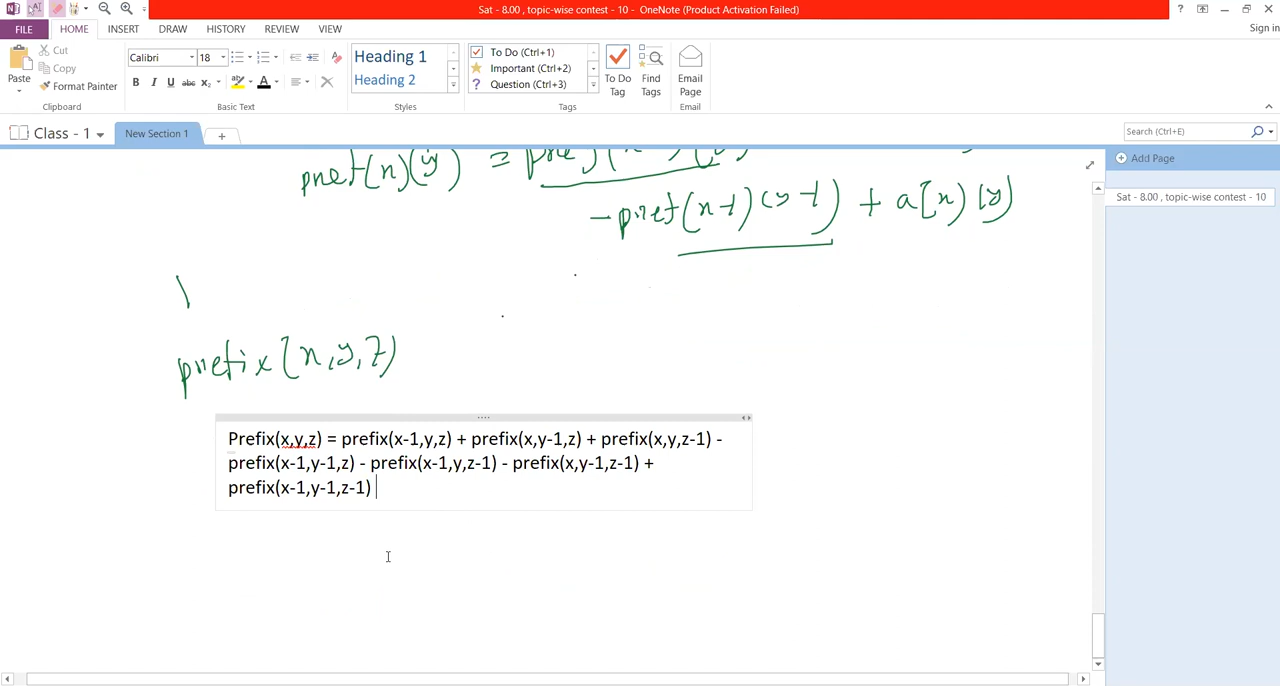 Sat - 8.00 , topic-wise contest - 10 - OneNote (Product Activation Failed)
FILE HOME INSERT DRAW HISTORY REVIEW VIEW
Sign in
Paste
Cut
Copy
Format Painter
Clipboard
Calibri 18
B I U abc X₂ A
Basic Text
Heading 1
Heading 2
Styles
To Do (Ctrl+1)
Important (Ctrl+2)
Question (Ctrl+3)
Tags
To Do Tag
Find Tags
Email Page
Email
Class - 1
New Section 1
Search (Ctrl+E)
Add Page
Sat - 8.00 , topic-wise contest - 10
pref(x)(y) =
-pref(x-1)(y-1) + a[x)(y)
prefix(x,y,z)
Prefix(x,y,z) = prefix(x-1,y,z) + prefix(x,y-1,z) + prefix(x,y,z-1) -
prefix(x-1,y-1,z) - prefix(x-1,y,z-1) - prefix(x,y-1,z-1) +
prefix(x-1,y-1,z-1)